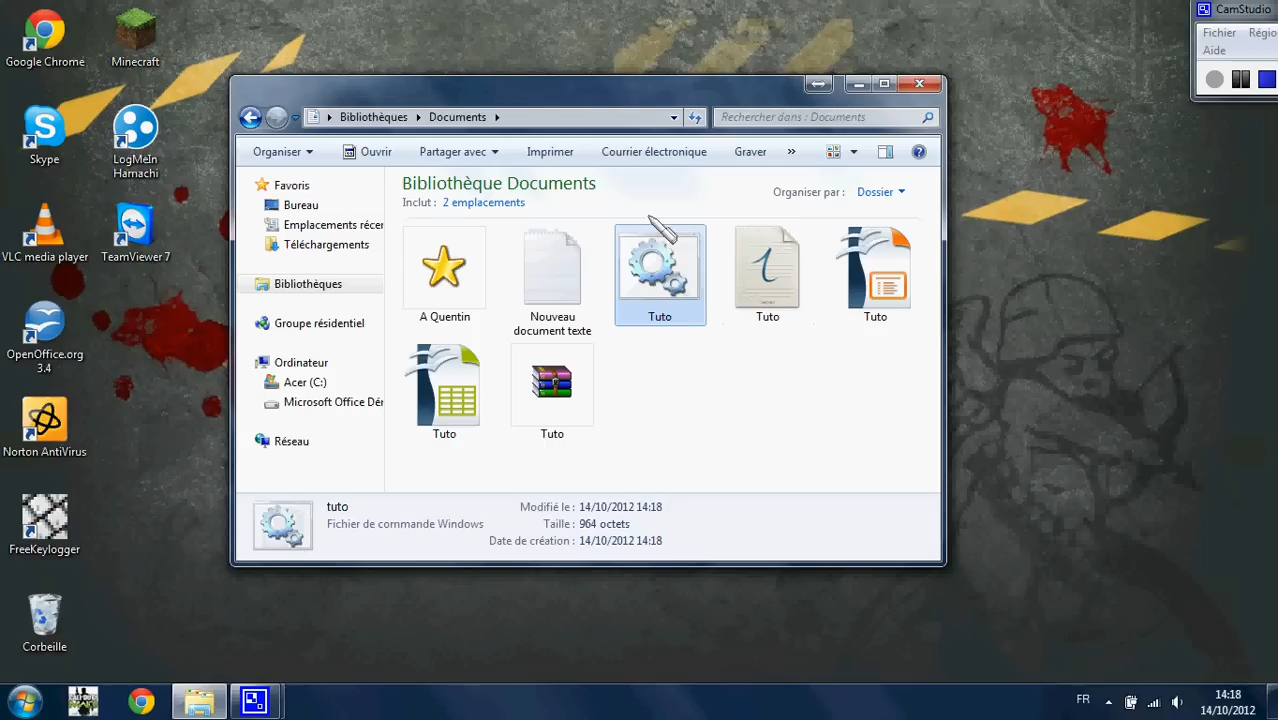 Google Chrome
Minecraft
Skype
LogMeIn
Hamachi
VLC media player
TeamViewer 7
OpenOffice.org
3.4
Norton AntiVirus
FreeKeylogger
Corbeille
CamStudio
Fichier Régio
Aide
Bibliothèques Documents
Rechercher dans : Documents
Organiser Ouvrir Partager avec Imprimer Courrier électronique Graver »
Favoris
Bureau
Emplacements récer
Téléchargements
Bibliothèques
Groupe résidentiel
Ordinateur
Acer (C:)
Microsoft Office Dér
Réseau
Bibliothèque Documents
Inclut : 2 emplacements
Organiser par : Dossier
A Quentin
Nouveau
document texte
Tuto
Tuto
Tuto
Tuto
Tuto
tuto
Fichier de commande Windows
Modifié le : 14/10/2012 14:18
Taille : 964 octets
Date de création : 14/10/2012 14:18
FR
14:18
14/10/2012